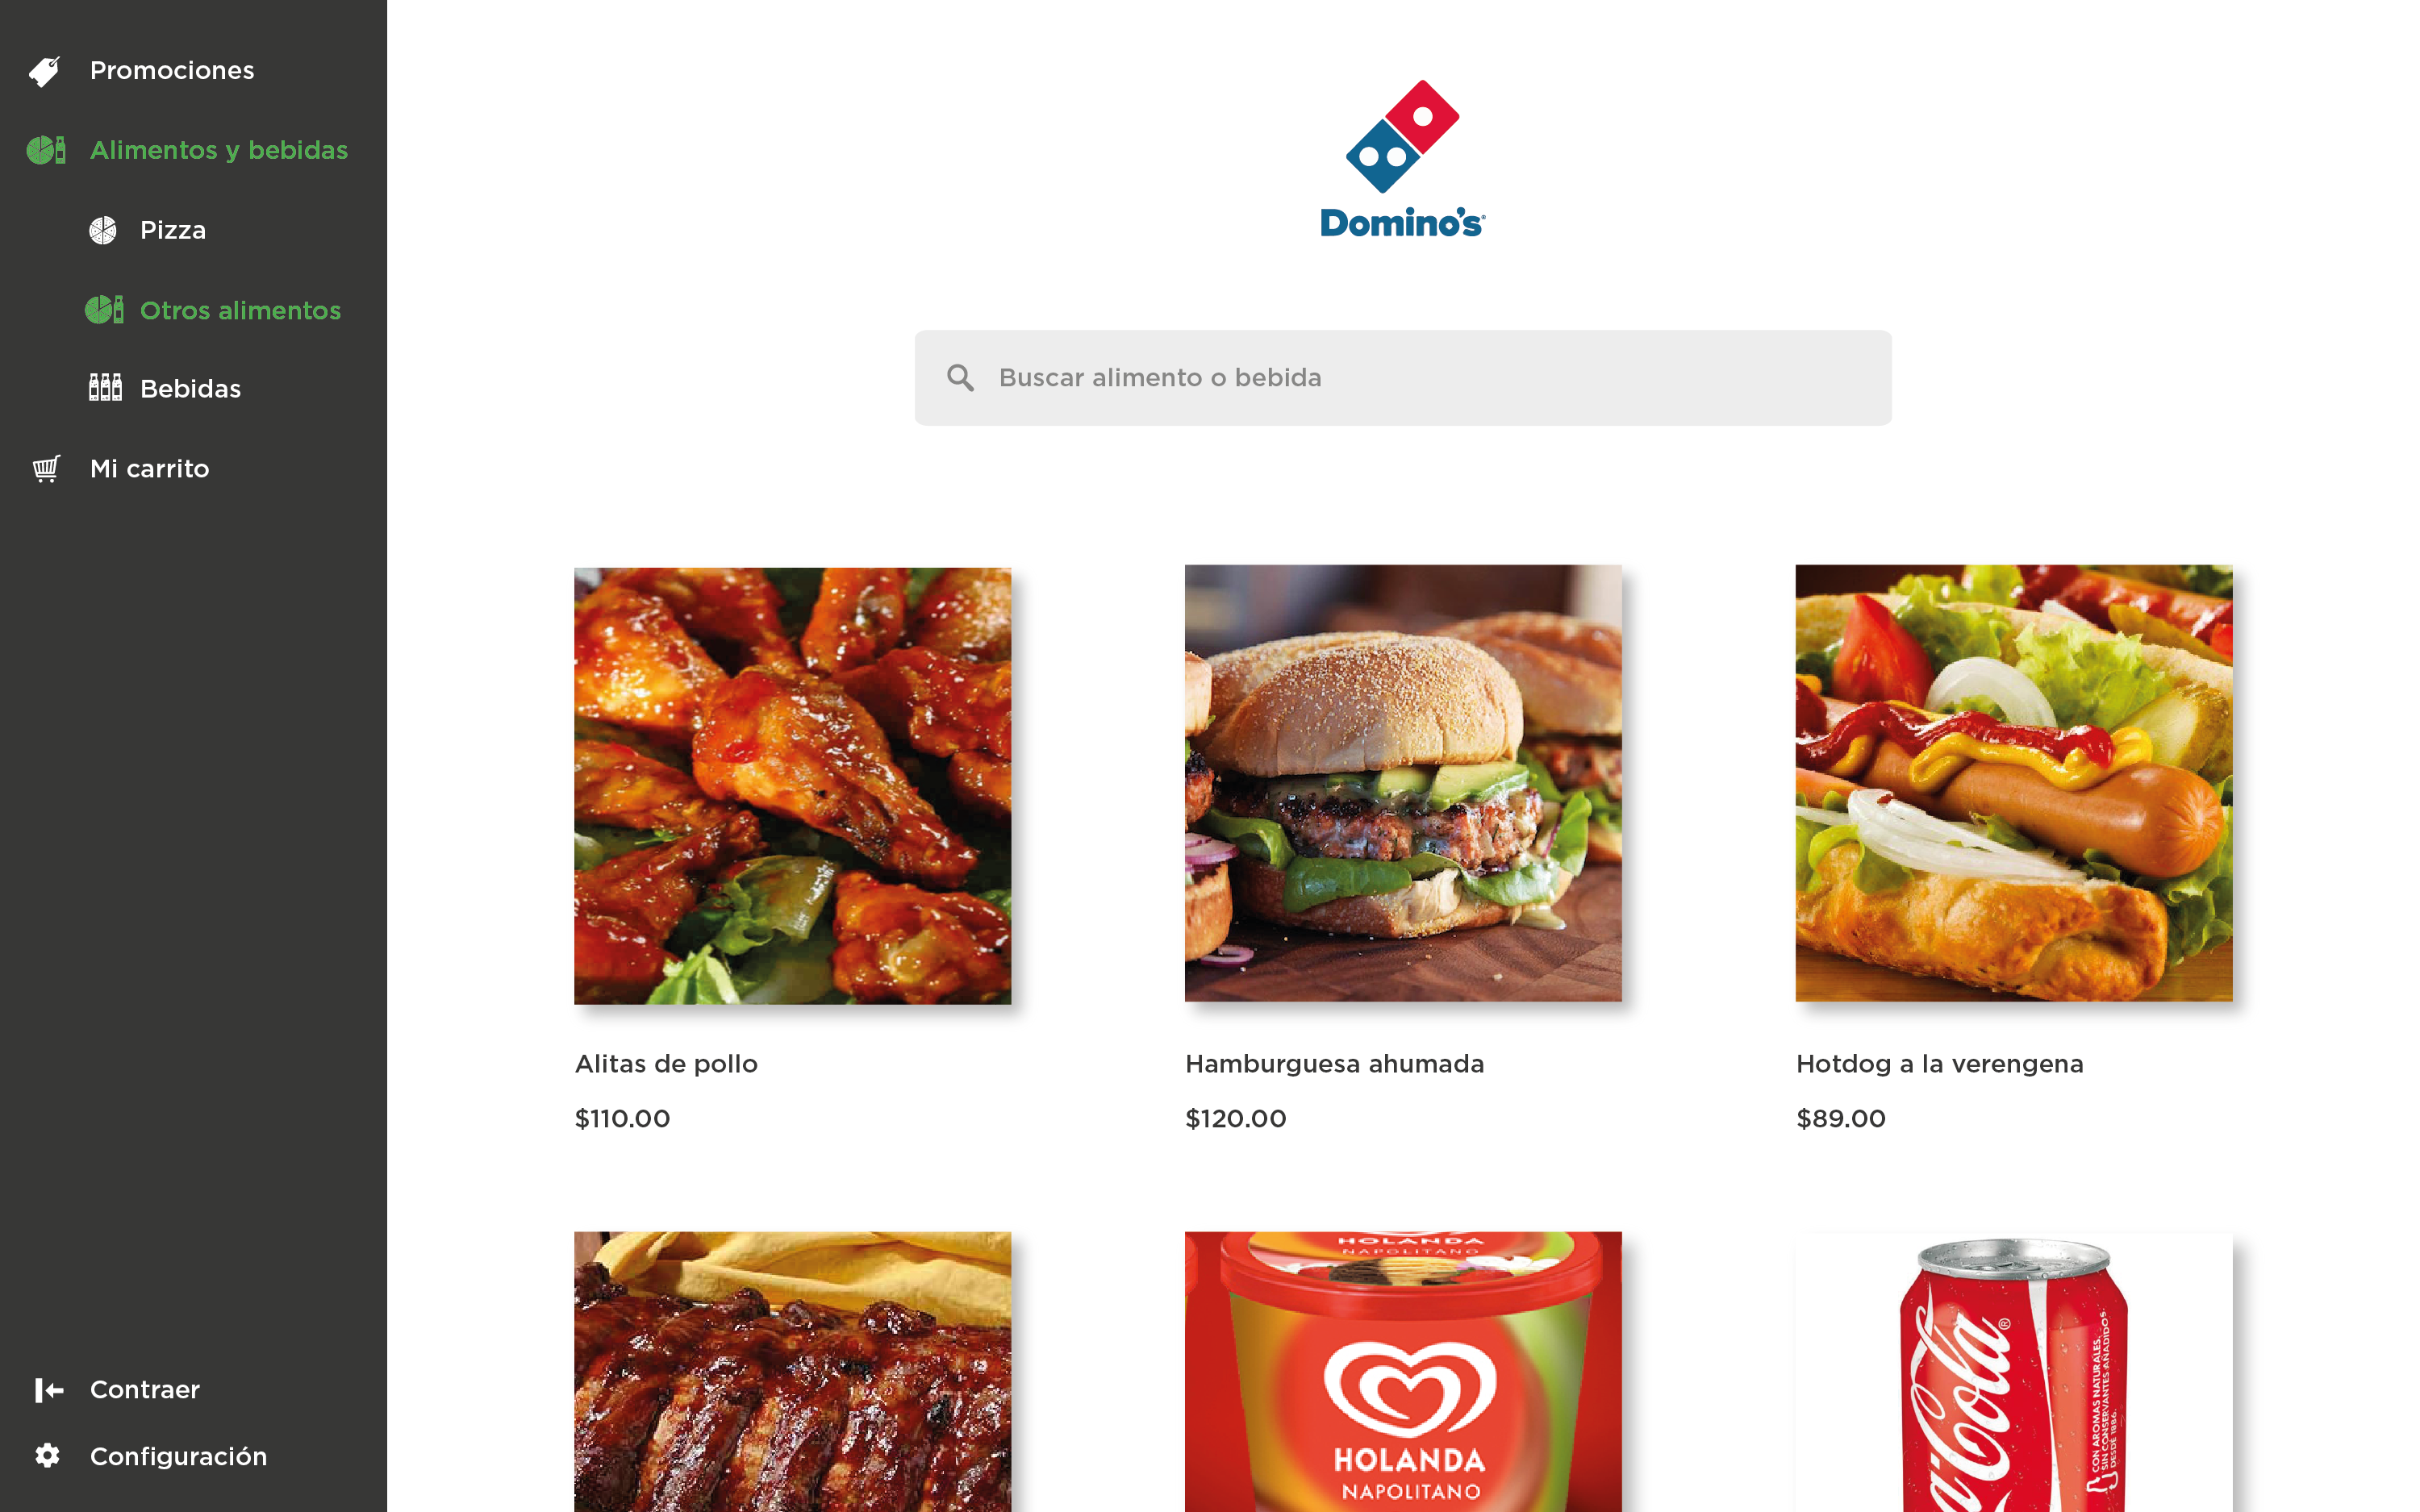 Promociones
Alimentos y bebidas
Pizza
Otros alimentos
Bebidas
Mi carrito
Contraer
Configuración
Domino's®
Buscar alimento o bebida
Alitas de pollo
$110.00
Hamburguesa ahumada
$120.00
Hotdog a la verengena
$89.00
HOLANDA
NAPOLITANO
HOLANDA
NAPOLITANO
a-Cola®
CON AROMAS NATURALES.
SIN CONSERVANTES AÑADIDOS
DESDE 1886.